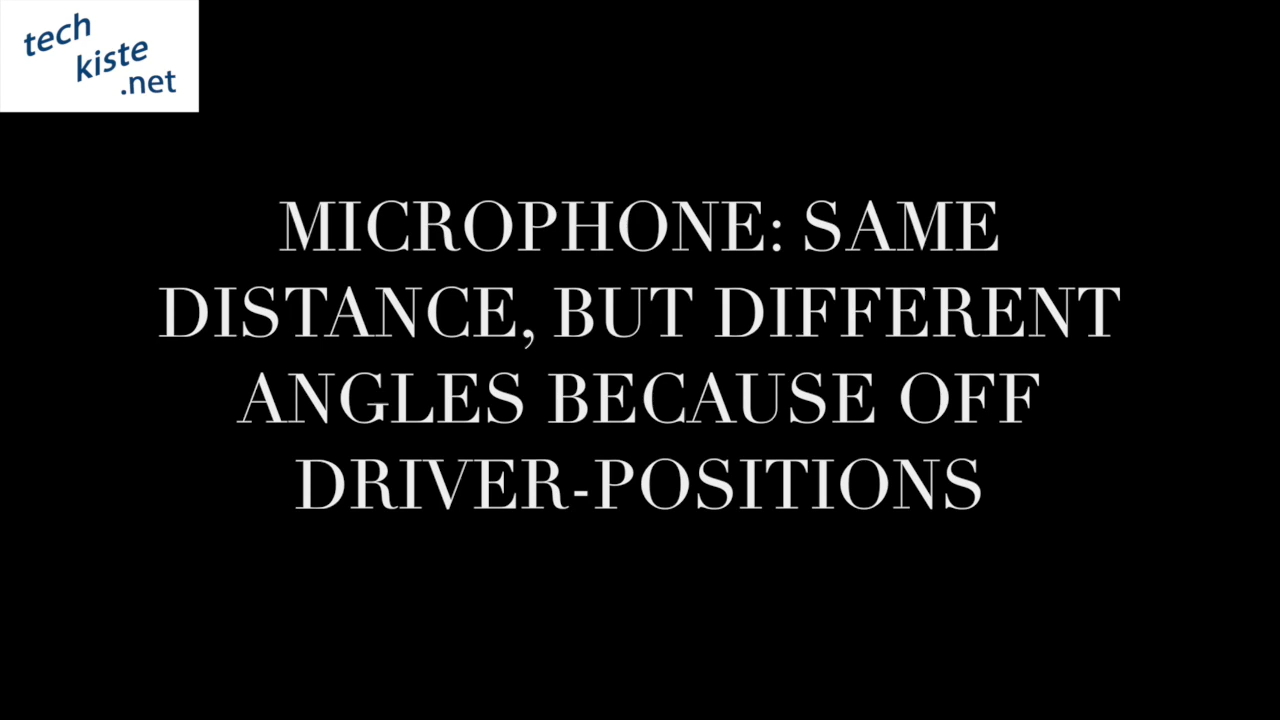 tech
kiste
.net
MICROPHONE: SAME
DISTANCE, BUT DIFFERENT
ANGLES BECAUSE OFF
DRIVER-POSITIONS